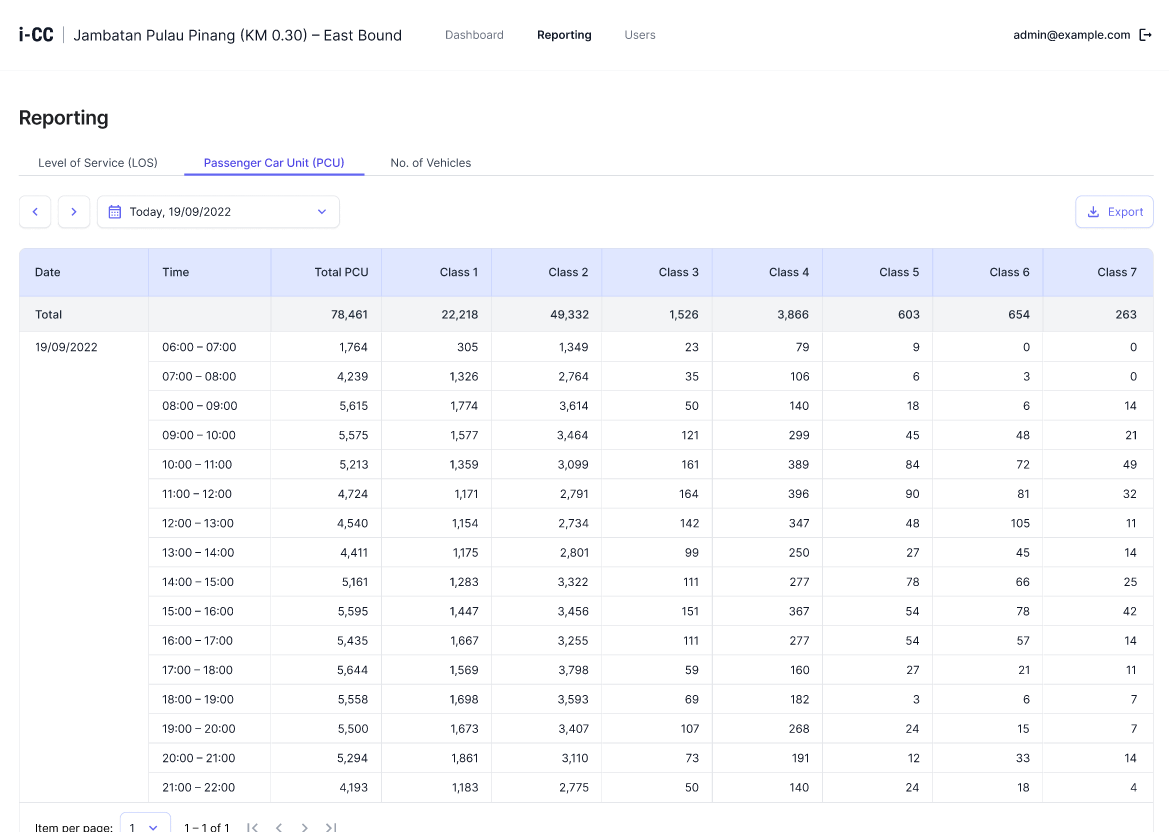 i-CC Jambatan Pulau Pinang (KM 0.30) – East Bound Dashboard Reporting Users admin@example.com
Reporting
Level of Service (LOS) Passenger Car Unit (PCU) No. of Vehicles
Today, 19/09/2022 Export
Date Time Total PCU Class 1 Class 2 Class 3 Class 4 Class 5 Class 6 Class 7
Total 78,461 22,218 49,332 1,526 3,866 603 654 263
19/09/2022 06:00 – 07:00 1,764 305 1,349 23 79 9 0 0
07:00 – 08:00 4,239 1,326 2,764 35 106 6 3 0
08:00 – 09:00 5,615 1,774 3,614 50 140 18 6 14
09:00 – 10:00 5,575 1,577 3,464 121 299 45 48 21
10:00 – 11:00 5,213 1,359 3,099 161 389 84 72 49
11:00 – 12:00 4,724 1,171 2,791 164 396 90 81 32
12:00 – 13:00 4,540 1,154 2,734 142 347 48 105 11
13:00 – 14:00 4,411 1,175 2,801 99 250 27 45 14
14:00 – 15:00 5,161 1,283 3,322 111 277 78 66 25
15:00 – 16:00 5,595 1,447 3,456 151 367 54 78 42
16:00 – 17:00 5,435 1,667 3,255 111 277 54 57 14
17:00 – 18:00 5,644 1,569 3,798 59 160 27 21 11
18:00 – 19:00 5,558 1,698 3,593 69 182 3 6 7
19:00 – 20:00 5,500 1,673 3,407 107 268 24 15 7
20:00 – 21:00 5,294 1,861 3,110 73 191 12 33 14
21:00 – 22:00 4,193 1,183 2,775 50 140 24 18 4
Item per page: 1 1 – 1 of 1